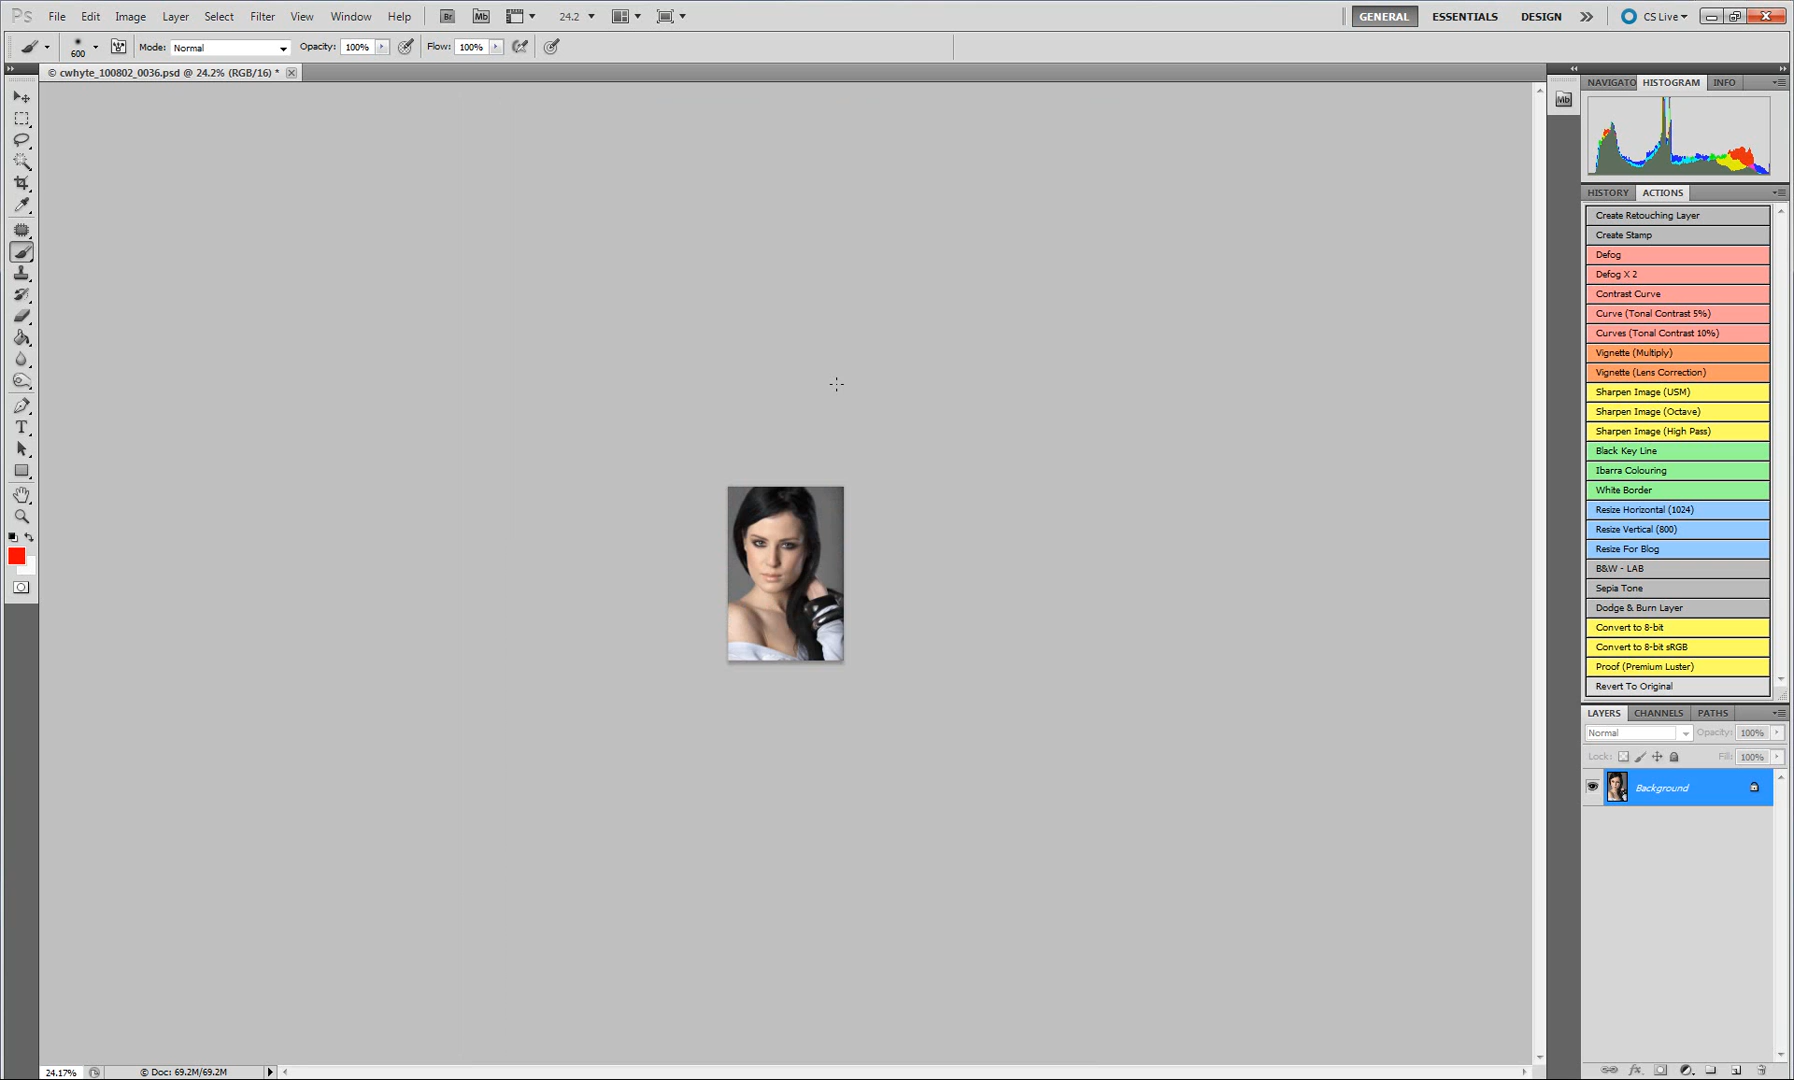 Ps File Edit Image Layer Select Filter View Window Help Br Mb 24.2 GENERAL ESSENTIALS DESIGN CS Live
600 Mode: Normal Opacity: 100% Flow: 100%
© cwhyte_100802_0036.psd @ 24.2% (RGB/16) *
NAVIGATO HISTOGRAM INFO
Mb
HISTORY ACTIONS
Create Retouching Layer
Create Stamp
Defog
Defog X 2
Contrast Curve
Curve (Tonal Contrast 5%)
Curves (Tonal Contrast 10%)
Vignette (Multiply)
Vignette (Lens Correction)
Sharpen Image (USM)
Sharpen Image (Octave)
Sharpen Image (High Pass)
Black Key Line
Ibarra Colouring
White Border
Resize Horizontal (1024)
Resize Vertical (800)
Resize For Blog
B&W - LAB
Sepia Tone
Dodge & Burn Layer
Convert to 8-bit
Convert to 8-bit sRGB
Proof (Premium Luster)
Revert To Original
LAYERS CHANNELS PATHS
Normal Opacity: 100%
Lock: Fill: 100%
Background
24.17% © Doc: 69.2M/69.2M